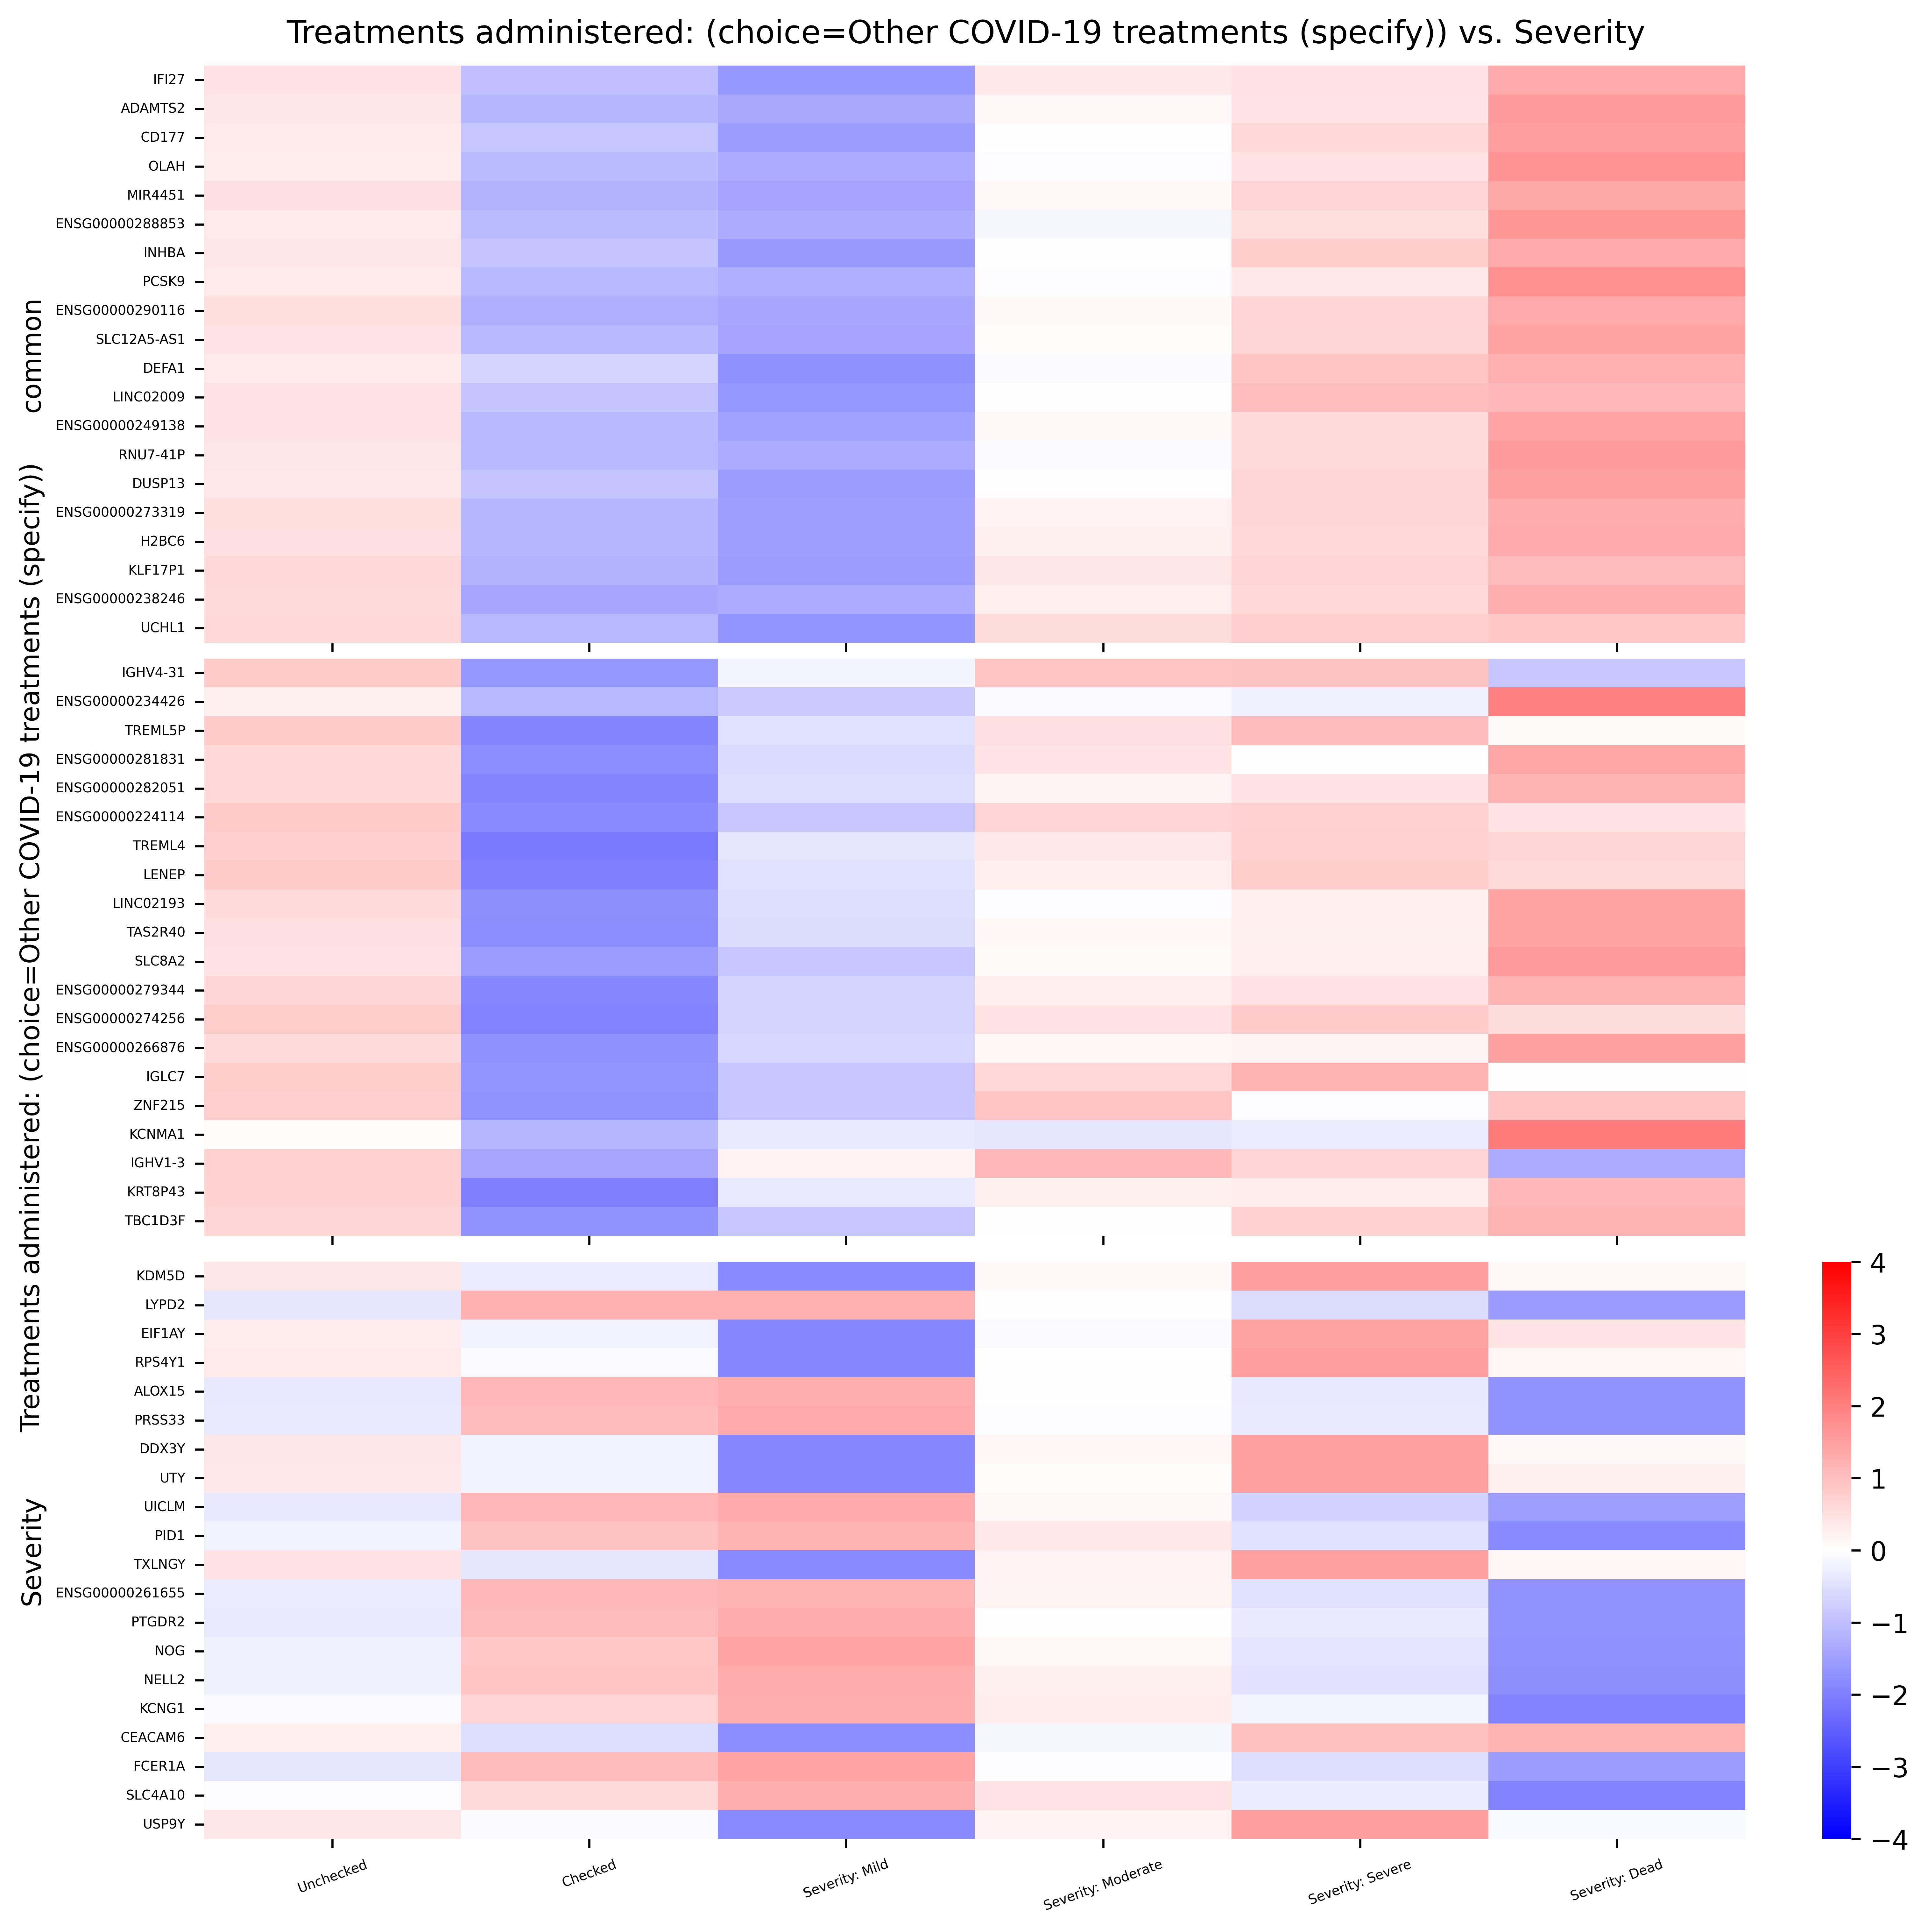 Treatments administered: (choice=Other COVID-19 treatments (specify)) vs. Severity
common
IFI27
ADAMTS2
CD177
OLAH
MIR4451
ENSG00000288853
INHBA
PCSK9
ENSG00000290116
SLC12A5-AS1
DEFA1
LINC02009
ENSG00000249138
RNU7-41P
DUSP13
ENSG00000273319
H2BC6
KLF17P1
ENSG00000238246
UCHL1
Treatments administered: (choice=Other COVID-19 treatments (specify))
IGHV4-31
ENSG00000234426
TREML5P
ENSG00000281831
ENSG00000282051
ENSG00000224114
TREML4
LENEP
LINC02193
TAS2R40
SLC8A2
ENSG00000279344
ENSG00000274256
ENSG00000266876
IGLC7
ZNF215
KCNMA1
IGHV1-3
KRT8P43
TBC1D3F
Severity
KDM5D
LYPD2
EIF1AY
RPS4Y1
ALOX15
PRSS33
DDX3Y
UTY
UICLM
PID1
TXLNGY
ENSG00000261655
PTGDR2
NOG
NELL2
KCNG1
CEACAM6
FCER1A
SLC4A10
USP9Y
Unchecked
Checked
Severity: Mild
Severity: Moderate
Severity: Severe
Severity: Dead
4
3
2
1
0
−1
−2
−3
−4